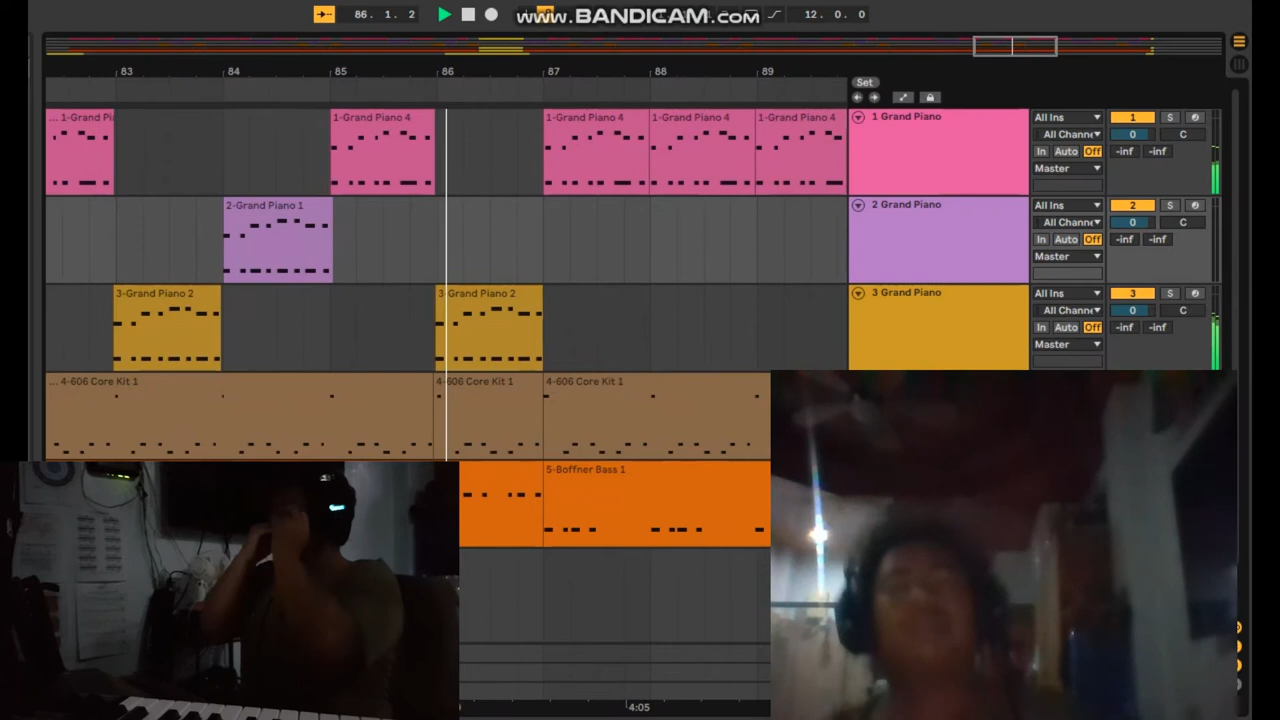 86. 1. 2
www.BANDICAM.com
12. 0. 0
83 84 85 86 87 88 89
Set
... 1-Grand Pia 1-Grand Piano 4 1-Grand Piano 4 1-Grand Piano 4 1-Grand Piano 4
1 Grand Piano
All Ins 1 S
All Channe 0 C
In Auto Off -inf -inf
Master
2-Grand Piano 1
2 Grand Piano
All Ins 2 S
All Channe 0 C
In Auto Off -inf -inf
Master
3-Grand Piano 2 3-Grand Piano 2
3 Grand Piano
All Ins 3 S
All Channe 0 C
In Auto Off -inf -inf
Master
... 4-606 Core Kit 1 4-606 Core Kit 1 4-606 Core Kit 1
5-Boffner Bass 1
4:05